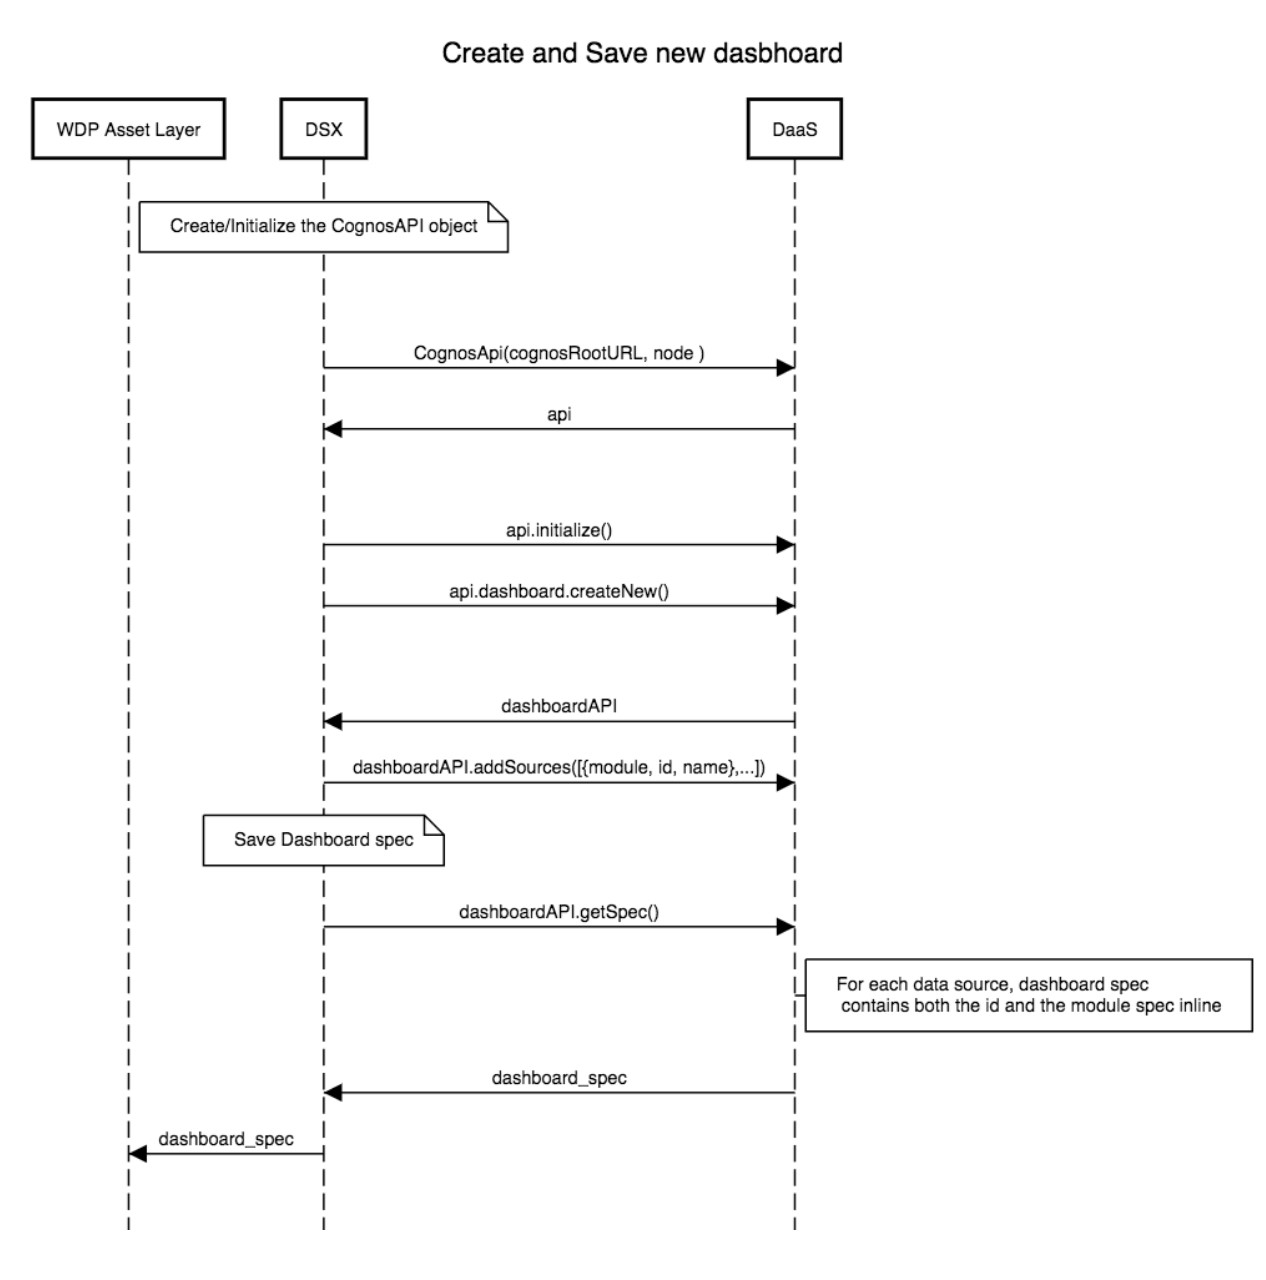 Create and Save new dasbhoard
WDP Asset Layer
DSX
DaaS
Create/Initialize the CognosAPI object
CognosApi(cognosRootURL, node )
api
api.initialize()
api.dashboard.createNew()
dashboardAPI
dashboardAPI.addSources([{module, id, name},...])
Save Dashboard spec
dashboardAPI.getSpec()
For each data source, dashboard spec
contains both the id and the module spec inline
dashboard_spec
dashboard_spec